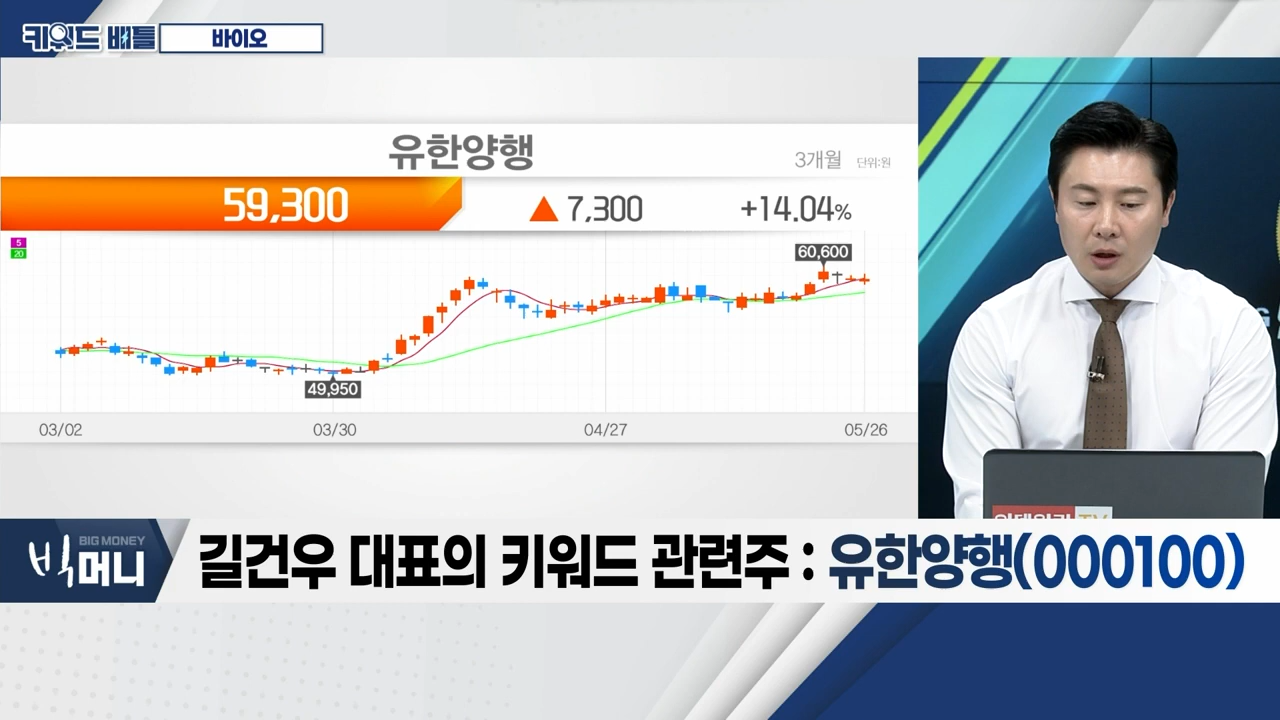 키워드 배틀
바이오
유한양행
3개월 단위:원
59,300 ▲ 7,300 +14.04%
5
20
60,600
49,950
03/02 03/30 04/27 05/26
BIG MONEY
빅머니
길건우 대표의 키워드 관련주 : 유한양행(000100)